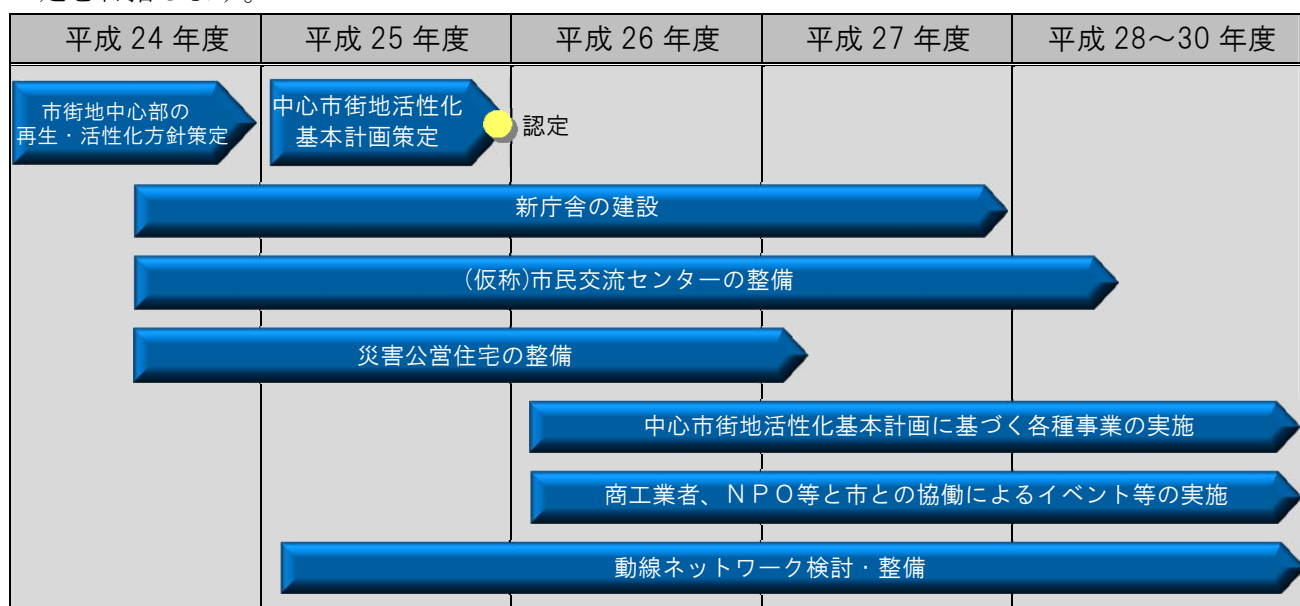 平成 24 年度 平成 25 年度 平成 26 年度 平成 27 年度 平成 28～30 年度
市街地中心部の
再生・活性化方針策定
中心市街地活性化
基本計画策定
認定
新庁舎の建設
(仮称)市民交流センターの整備
災害公営住宅の整備
中心市街地活性化基本計画に基づく各種事業の実施
商工業者、ＮＰＯ等と市との協働によるイベント等の実施
動線ネットワーク検討・整備